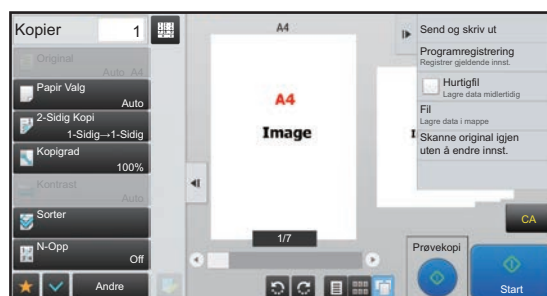 Kopier 1
Original
Auto A4
Papir Valg
Auto
2-Sidig Kopi
1-Sidig→1-Sidig
Kopigrad
100%
Kontrast
Auto
Sorter
N-Opp
Off
Andre
A4
A4
Image
1/7
Send og skriv ut
Programregistrering
Registrer gjeldende innst.
Hurtigfil
Lagre data midlertidig
Fil
Lagre data i mappe
Skanne original igjen
uten å endre innst.
CA
Prøvekopi
Start